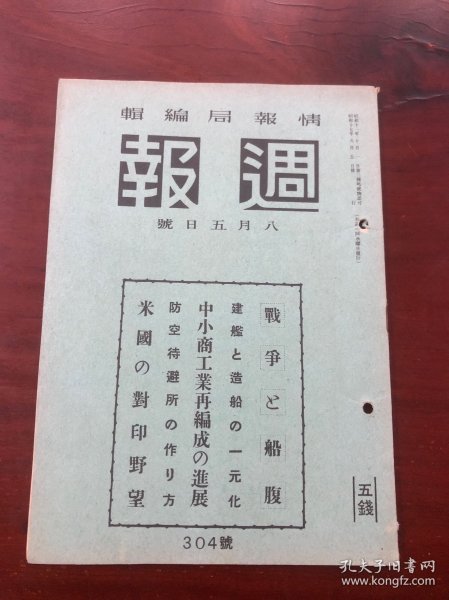 情報局編輯
週報
八月五日號
戰爭と船腹
建艦と造船の一元化
中小商工業再編成の進展
防空待避所の作り方
米國の對印野望
五錢
304號
孔夫子旧书网
www.kongfz.com